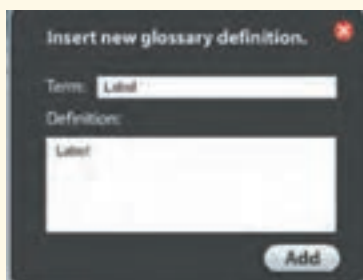 Insert new glossary definition.
Term: Label
Definition:
Label
Add